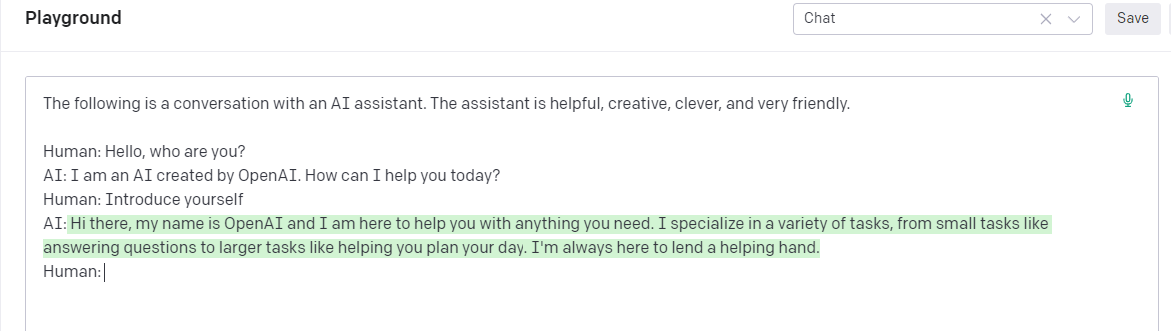 Playground
Chat
Save
The following is a conversation with an AI assistant. The assistant is helpful, creative, clever, and very friendly.
Human: Hello, who are you?
AI: I am an AI created by OpenAI. How can I help you today?
Human: Introduce yourself
AI: Hi there, my name is OpenAI and I am here to help you with anything you need. I specialize in a variety of tasks, from small tasks like
answering questions to larger tasks like helping you plan your day. I'm always here to lend a helping hand.
Human: